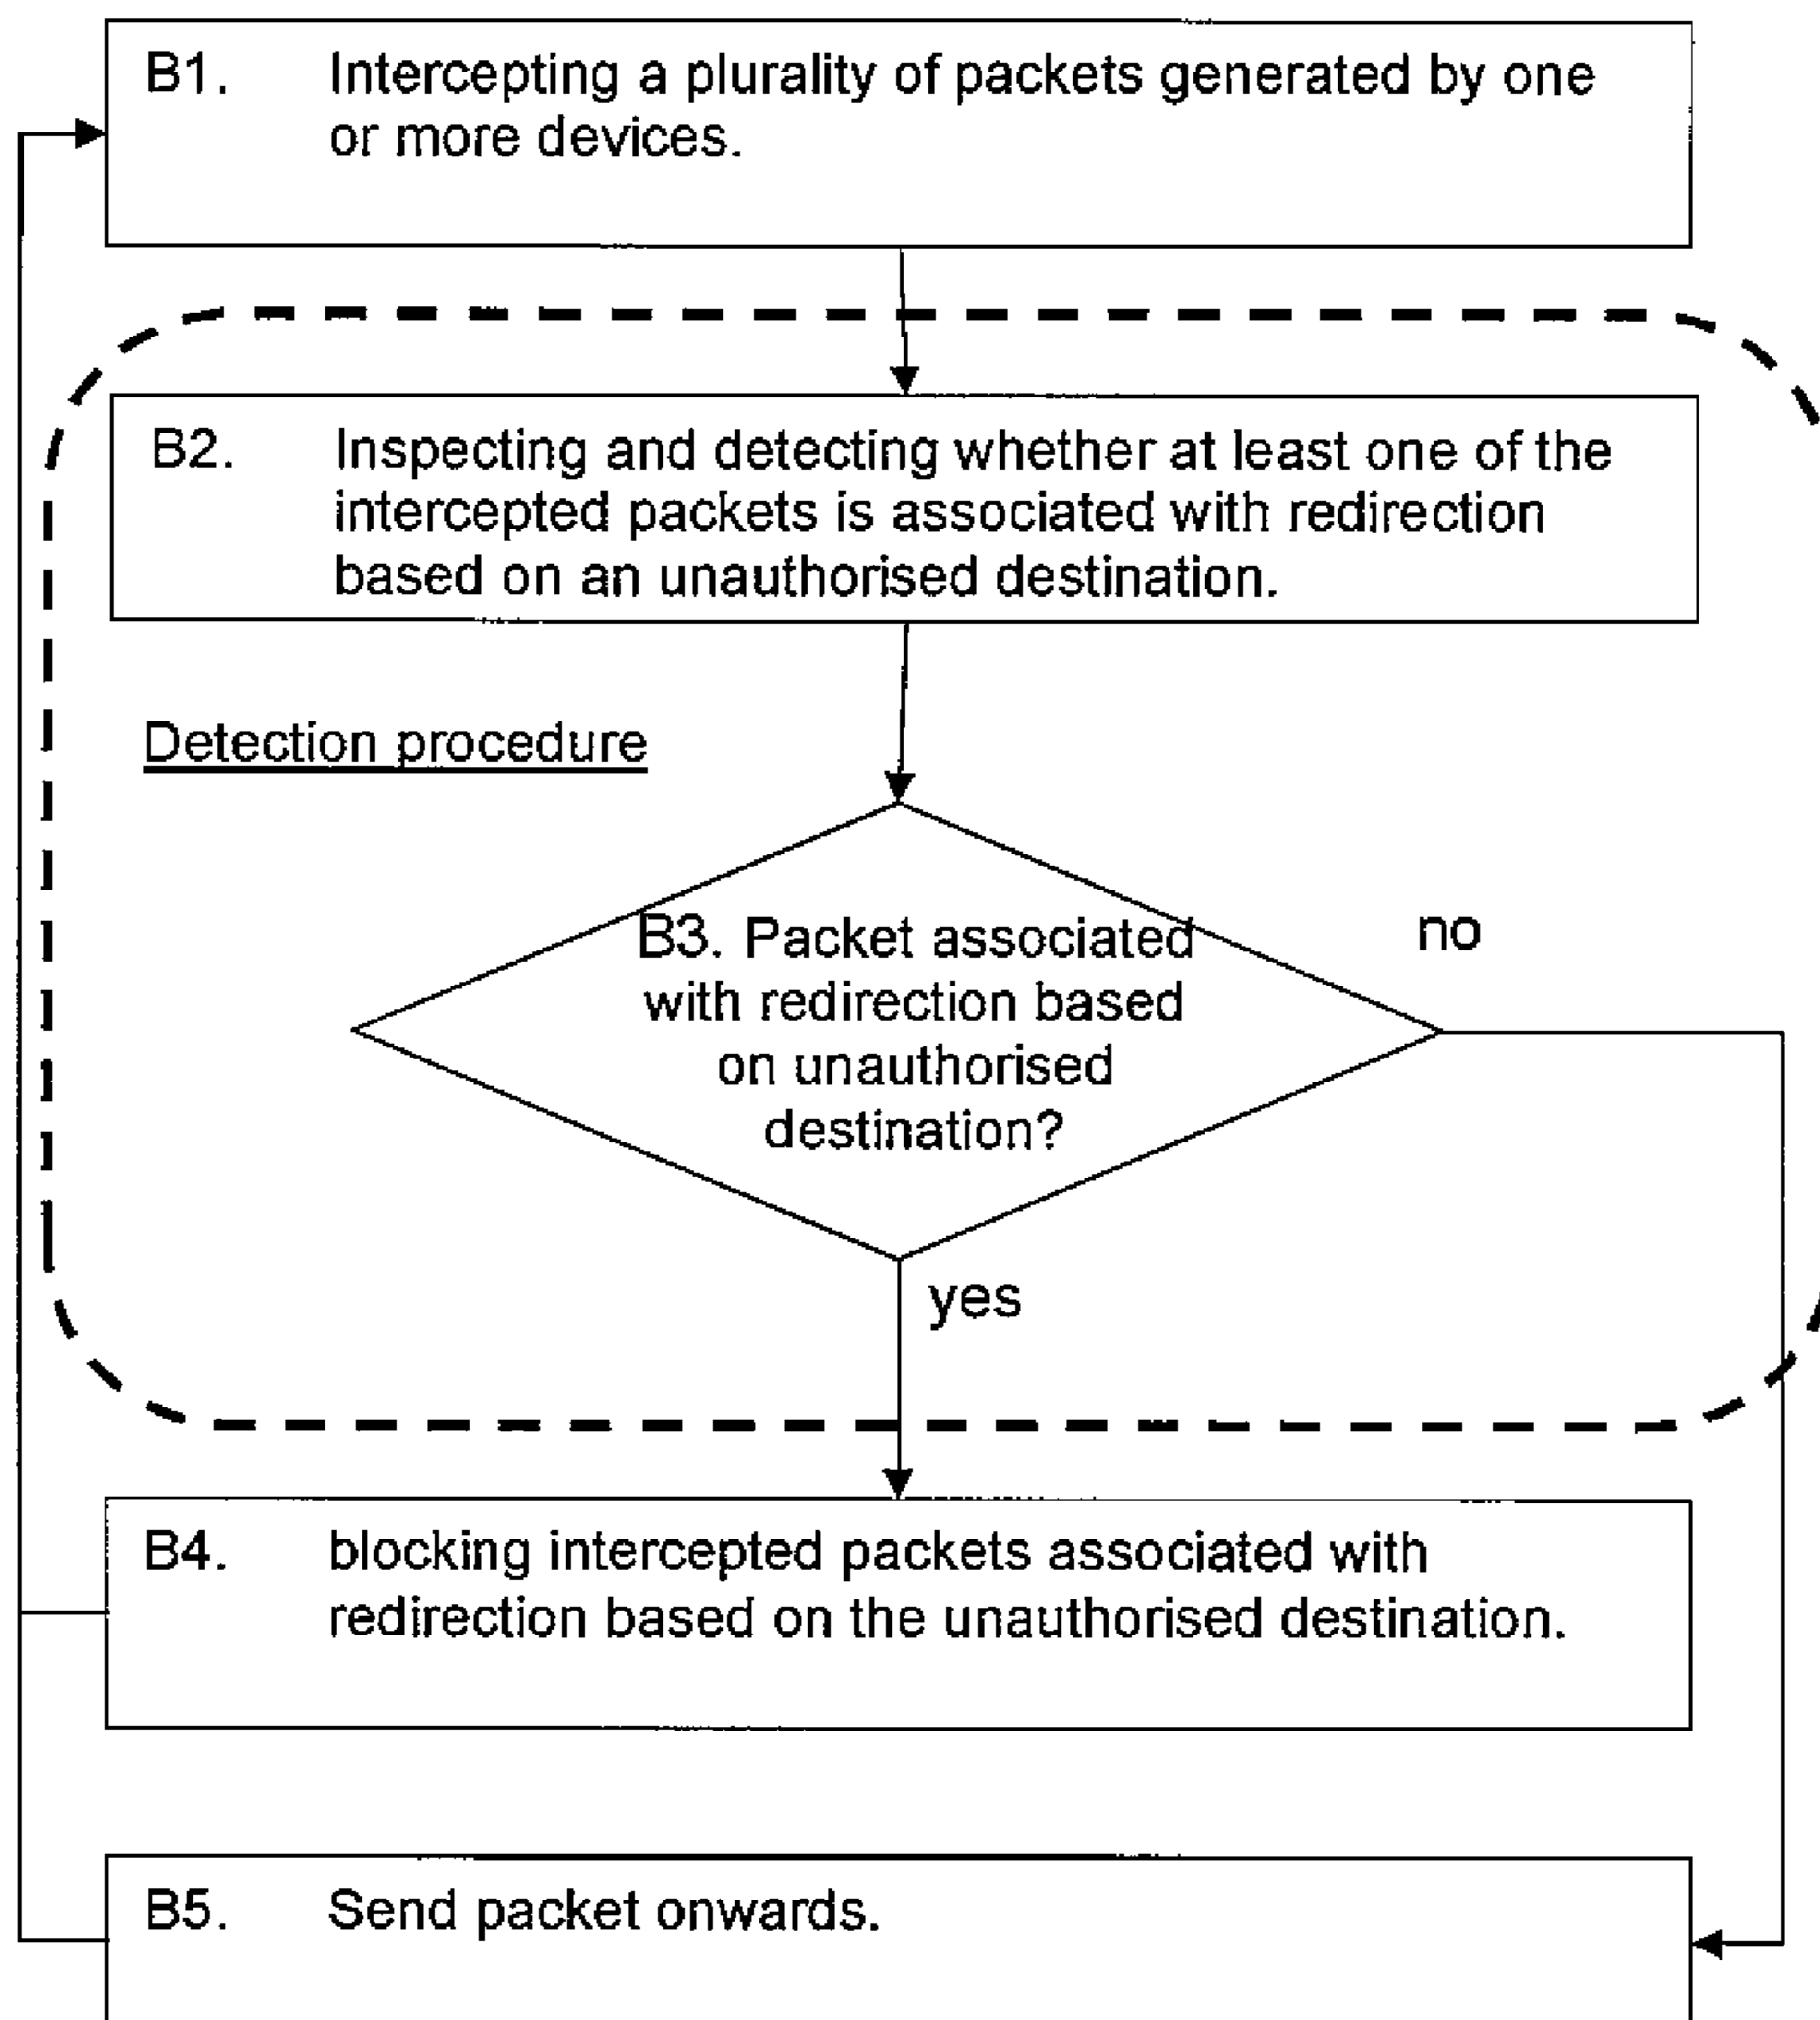 B1. Intercepting a plurality of packets generated by one
or more devices.
B2. Inspecting and detecting whether at least one of the
intercepted packets is associated with redirection
based on an unauthorised destination.
Detection procedure
B3. Packet associated
with redirection based
on unauthorised
destination?
no
yes
B4. blocking intercepted packets associated with
redirection based on the unauthorised destination.
B5. Send packet onwards.